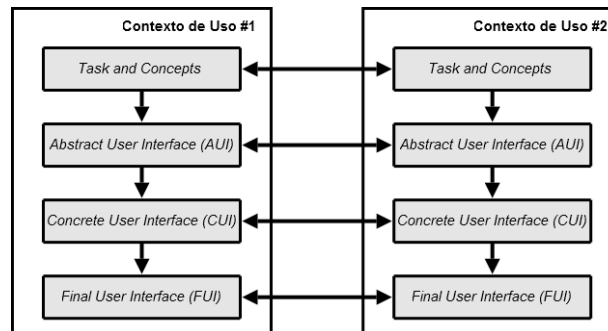 Contexto de Uso #1
Contexto de Uso #2
Task and Concepts
Task and Concepts
Abstract User Interface (AUI)
Abstract User Interface (AUI)
Concrete User Interface (CUI)
Concrete User Interface (CUI)
Final User Interface (FUI)
Final User Interface (FUI)